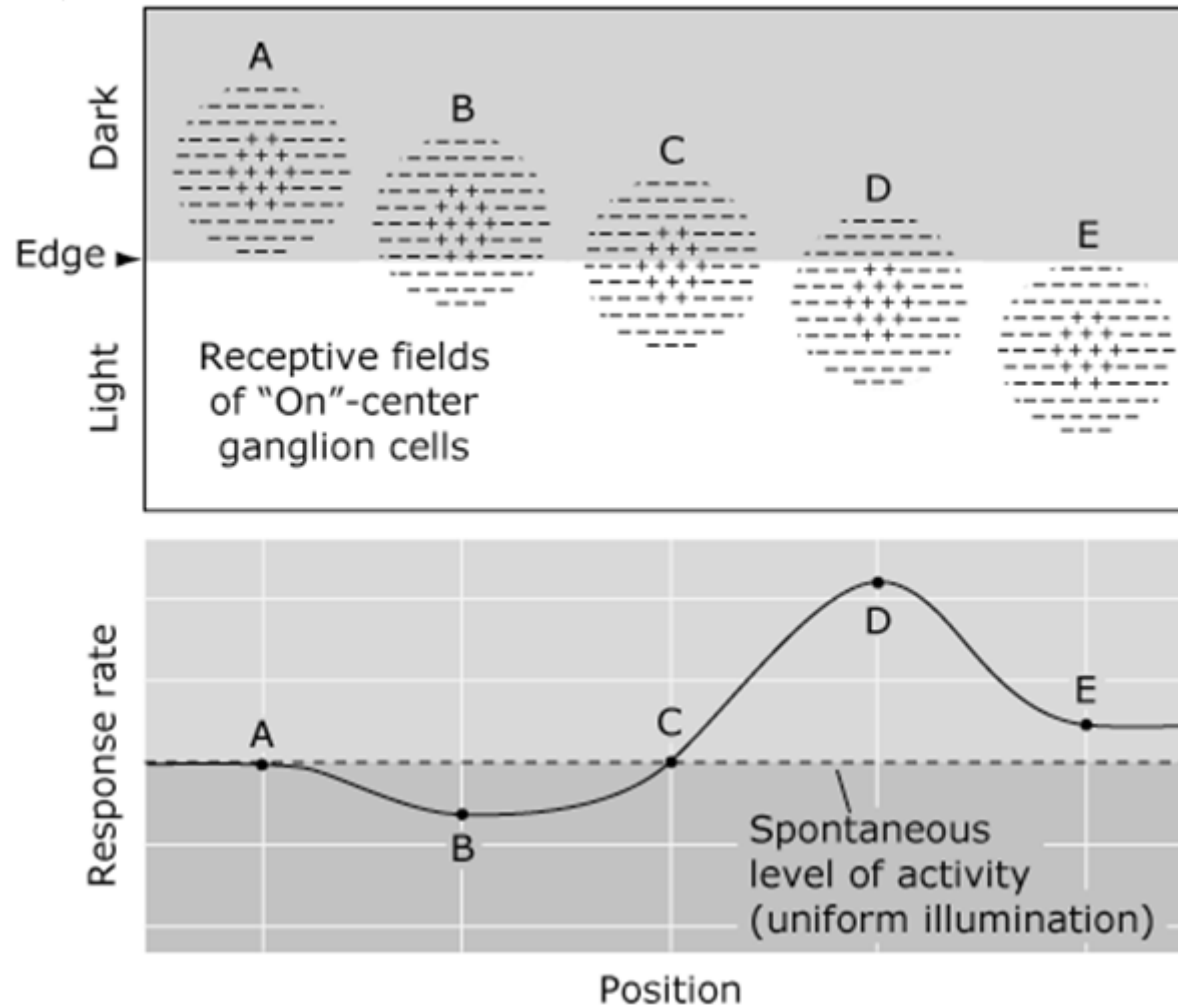 A
B
C
D
E
Dark
Edge
Light
Receptive fields
of “On”-center
ganglion cells
Response rate
A
B
C
D
E
Spontaneous
level of activity
(uniform illumination)
Position